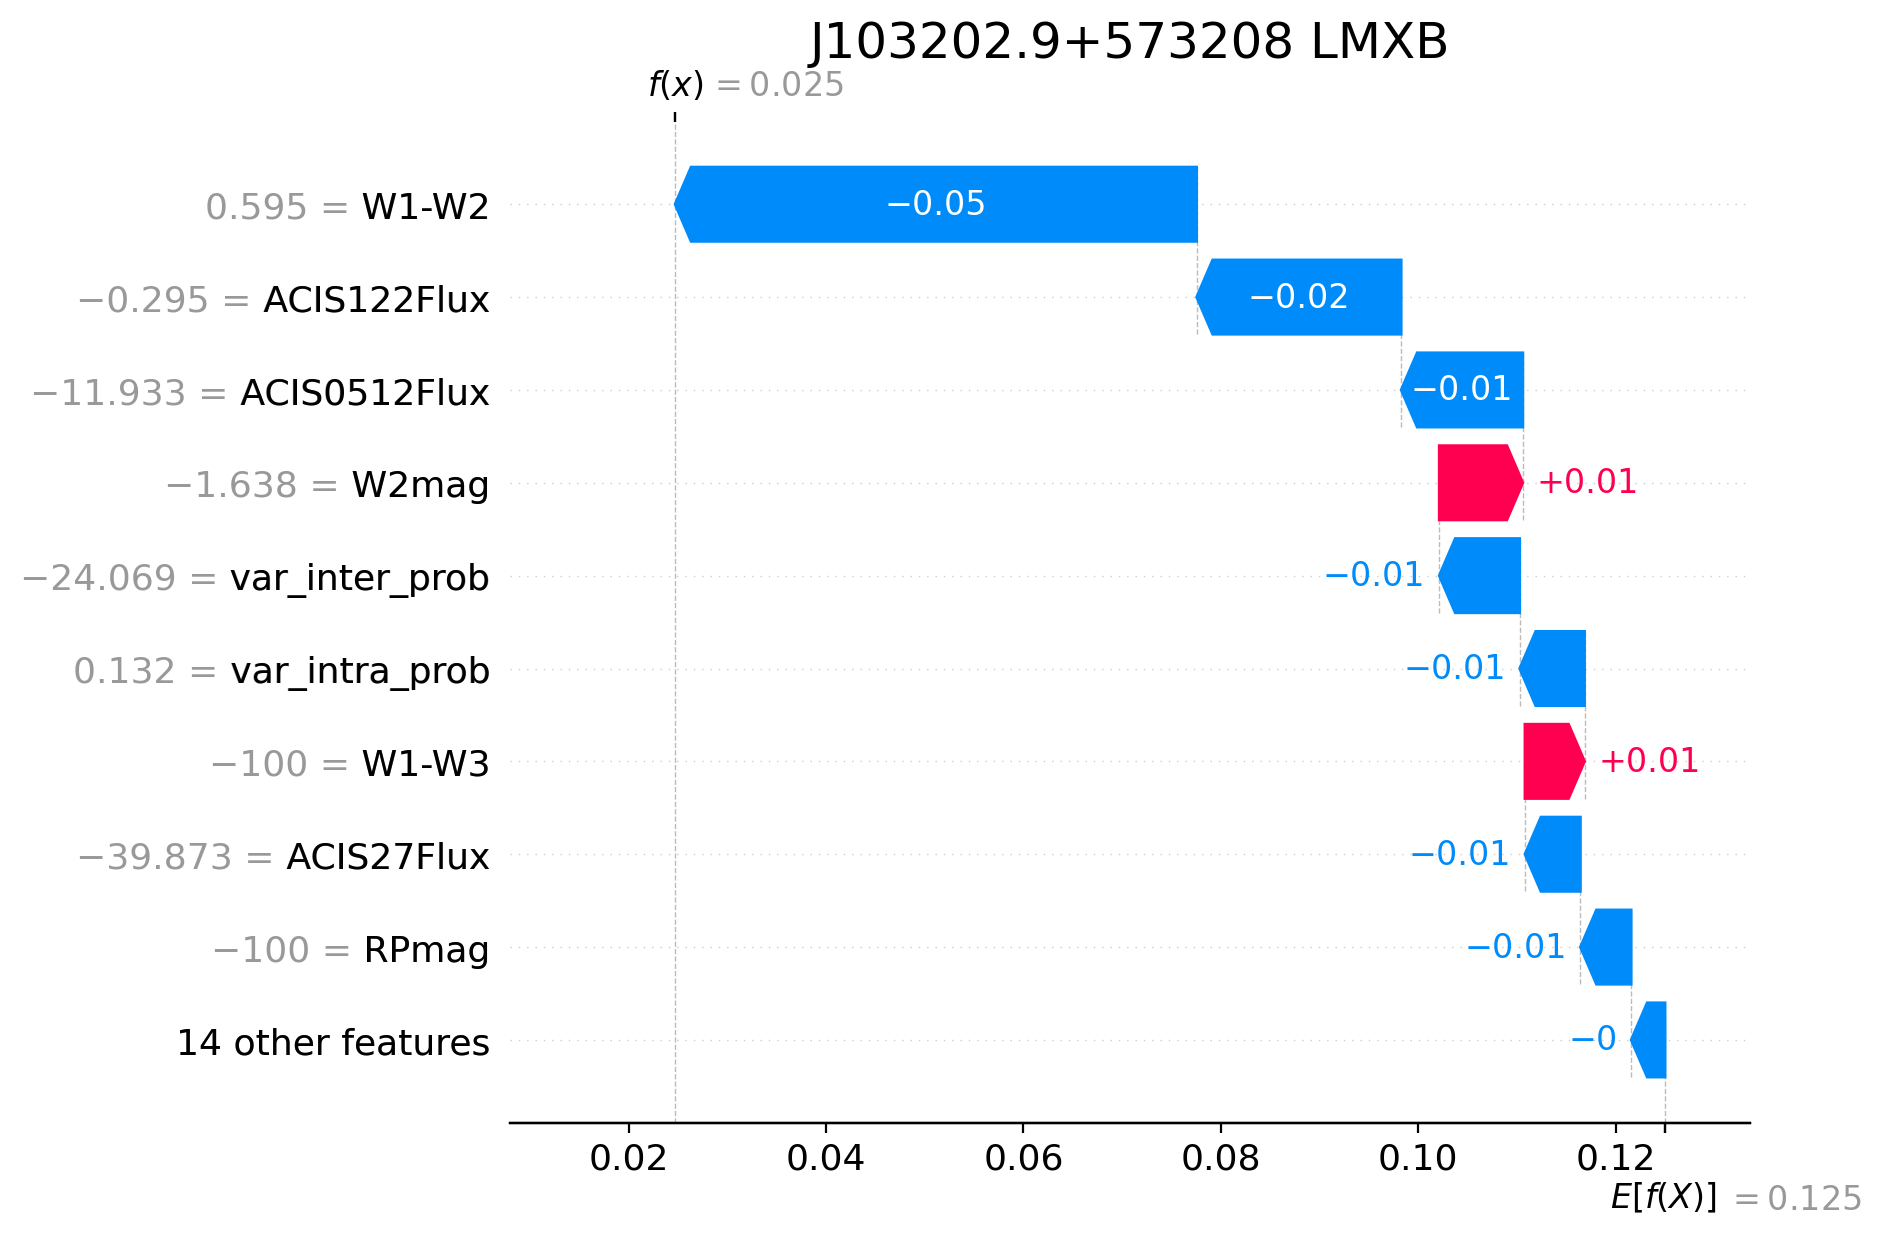 J103202.9+573208 LMXB
f(x) = 0.025
0.595 = W1-W2
−0.05
−0.295 = ACIS122Flux
−0.02
−11.933 = ACIS0512Flux
−0.01
−1.638 = W2mag
+0.01
−24.069 = var_inter_prob
−0.01
0.132 = var_intra_prob
−0.01
−100 = W1-W3
+0.01
−39.873 = ACIS27Flux
−0.01
−100 = RPmag
−0.01
14 other features
−0
0.02 0.04 0.06 0.08 0.10 0.12
E[f(X)] = 0.125